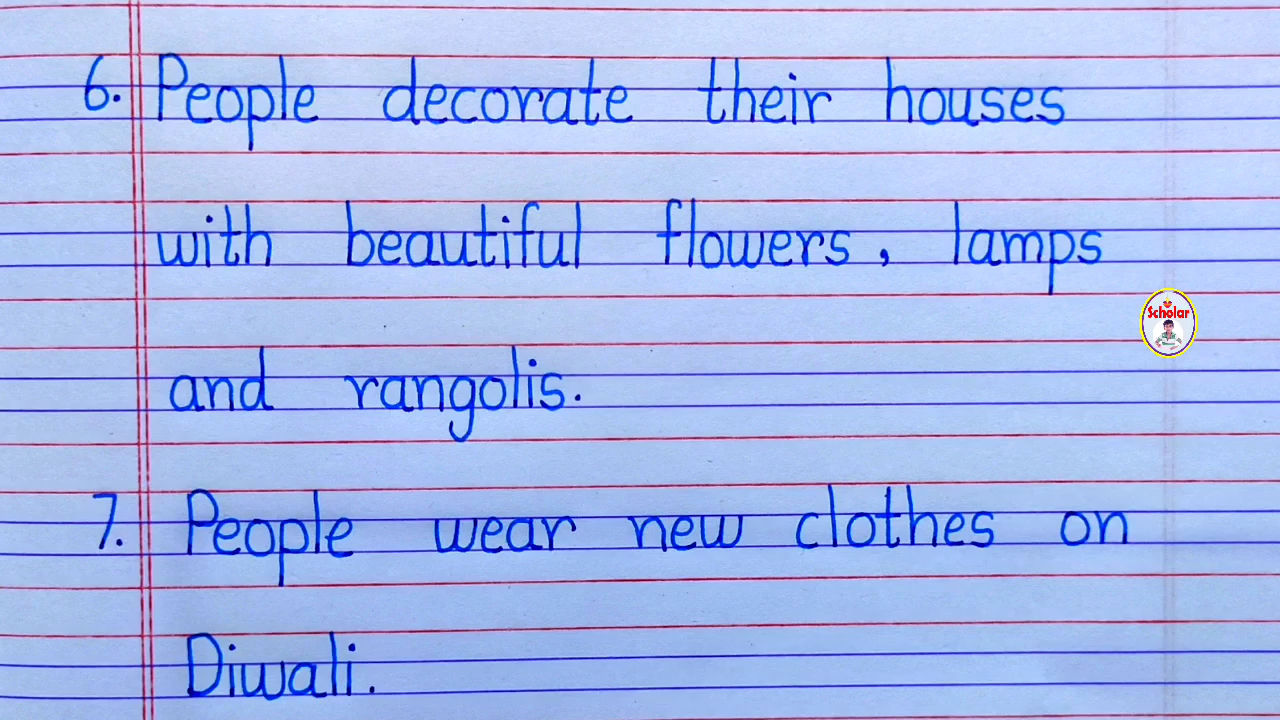 6. People decorate their houses
with beautiful flowers, lamps
and rangolis.
Scholar
7. People wear new clothes on
Diwali.